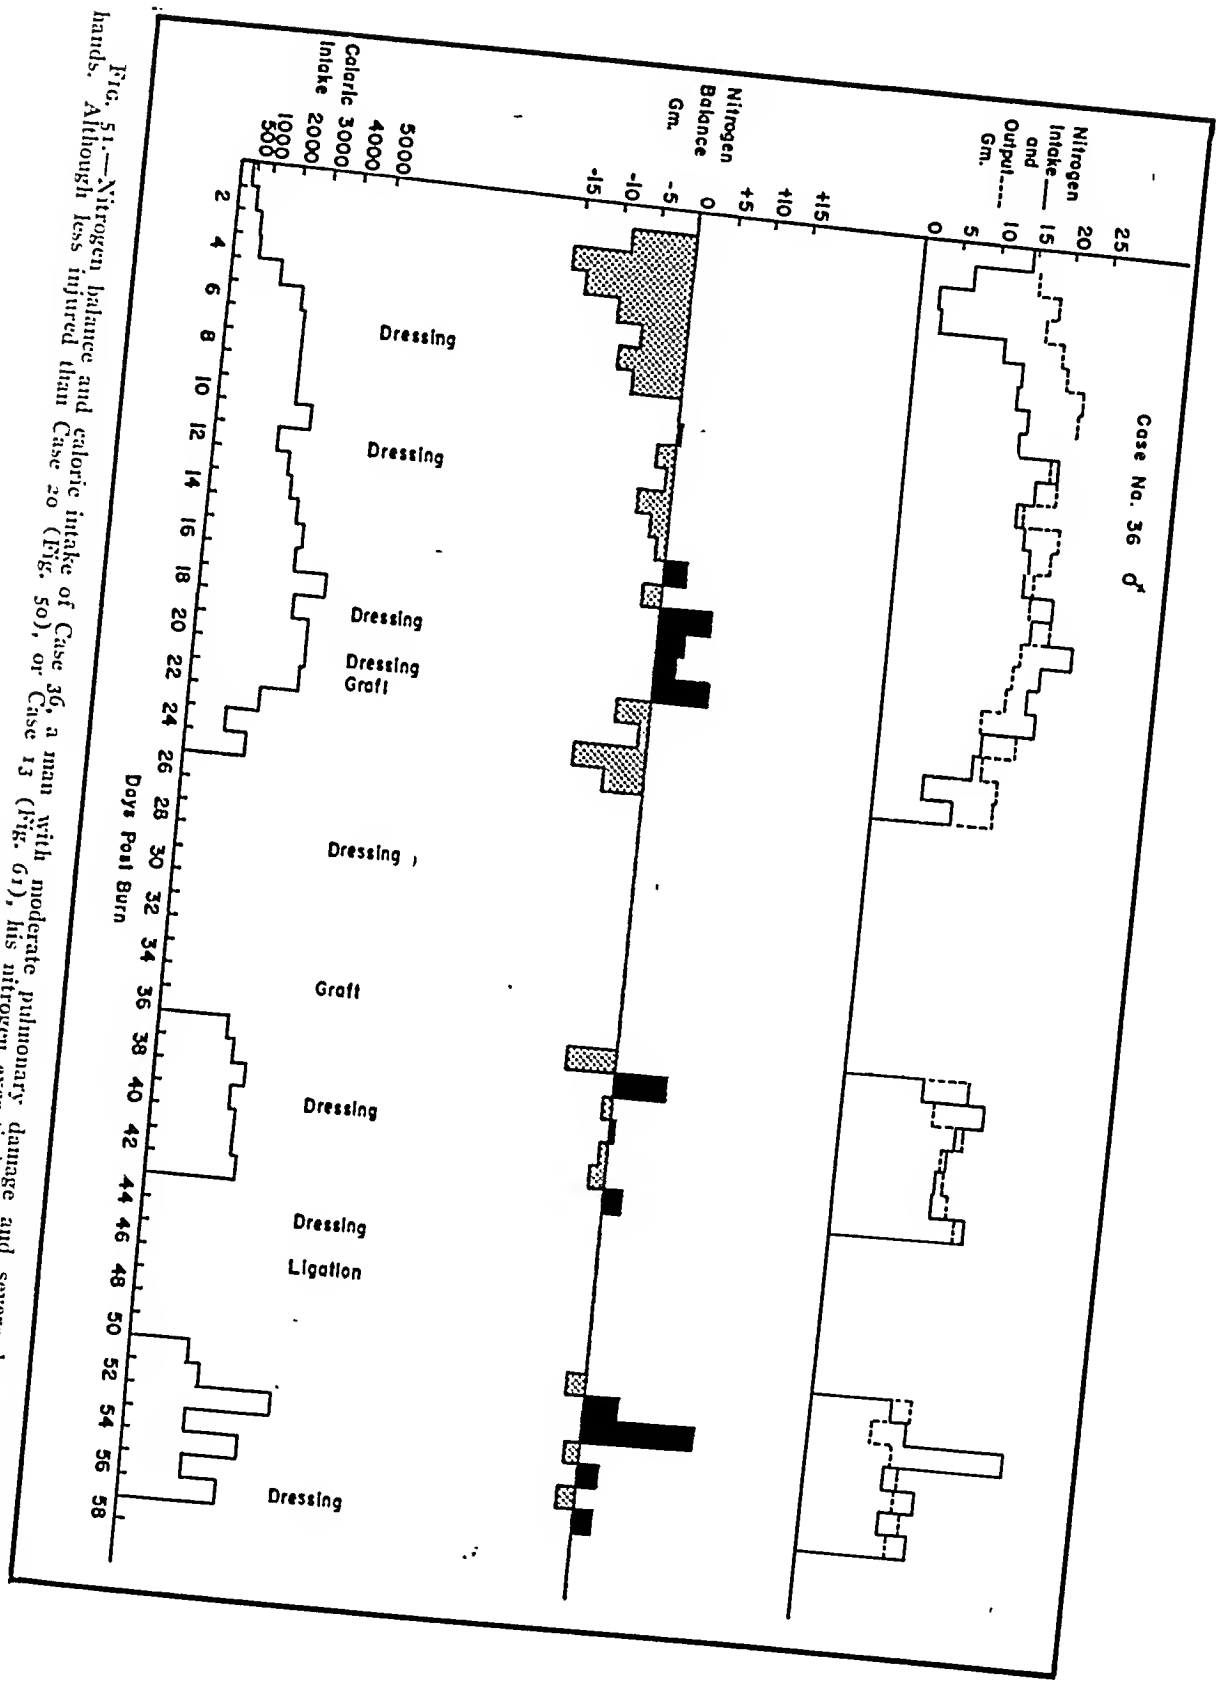 Case No. 36 ♂
Nitrogen
Intake —
and
Output ----
Gm.
25
20
15
10
5
0
Nitrogen
Balance
Gm.
+15
+10
+5
0
-5
-10
-15
Caloric
Intake
5000
4000
3000
2000
1000
500
Dressing
Dressing
Dressing
Dressing
Graft
Dressing
Graft
Dressing
Dressing
Ligation
Dressing
2 4 6 8 10 12 14 16 18 20 22 24 26 28 30 32 34 36 38 40 42 44 46 48 50 52 54 56 58
Days Post Burn
FIG. 51.—Nitrogen balance and caloric intake of Case 36, a man with moderate pulmonary damage and
hands. Although less injured than Case 20 (Fig. 50), or Case 13 (Fig. 61), his nitrogen